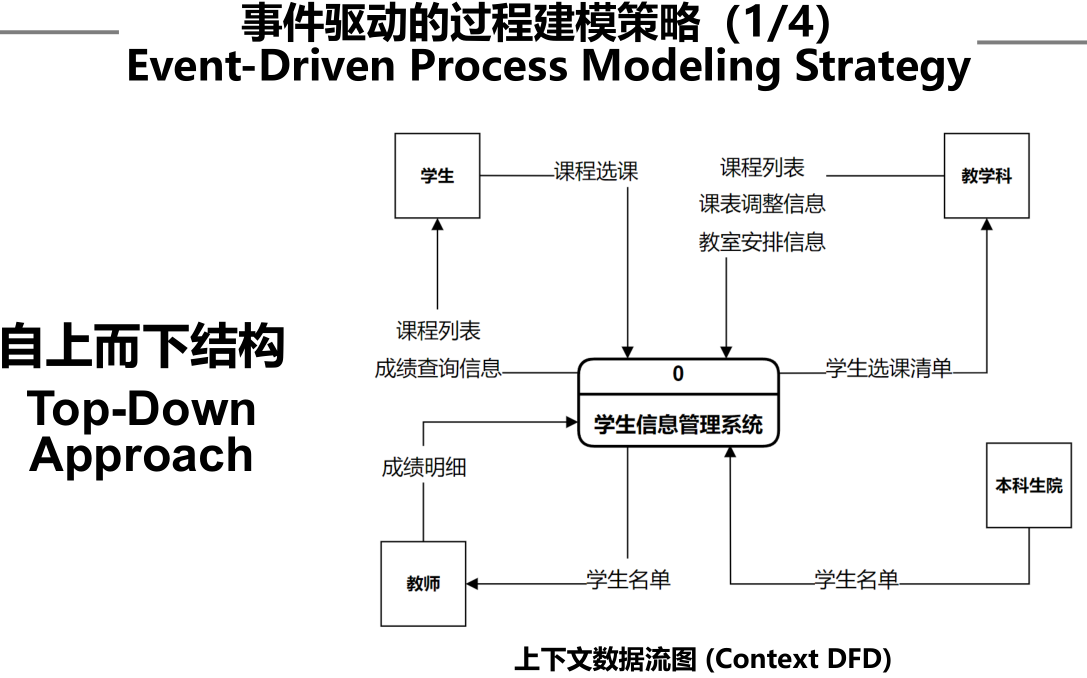 事件驱动的过程建模策略（1/4）
Event-Driven Process Modeling Strategy
自上而下结构
Top-Down
Approach
学生
课程选课
课程列表
课表调整信息
教室安排信息
教学科
课程列表
成绩查询信息
0
学生信息管理系统
学生选课清单
成绩明细
本科生院
教师
学生名单
学生名单
上下文数据流图 (Context DFD)